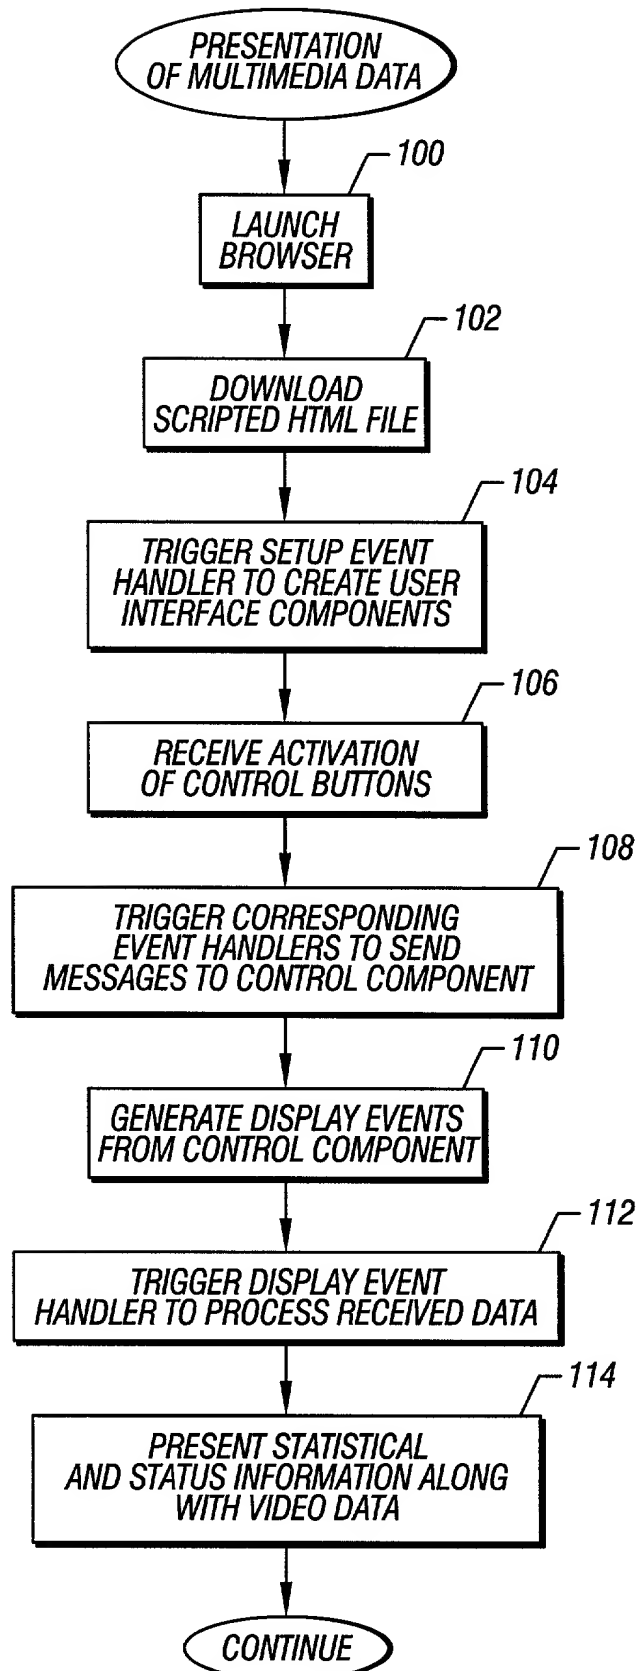 PRESENTATION
OF MULTIMEDIA DATA
100
LAUNCH
BROWSER
102
DOWNLOAD
SCRIPTED HTML FILE
104
TRIGGER SETUP EVENT
HANDLER TO CREATE USER
INTERFACE COMPONENTS
106
RECEIVE ACTIVATION
OF CONTROL BUTTONS
108
TRIGGER CORRESPONDING
EVENT HANDLERS TO SEND
MESSAGES TO CONTROL COMPONENT
110
GENERATE DISPLAY EVENTS
FROM CONTROL COMPONENT
112
TRIGGER DISPLAY EVENT
HANDLER TO PROCESS RECEIVED DATA
114
PRESENT STATISTICAL
AND STATUS INFORMATION ALONG
WITH VIDEO DATA
CONTINUE